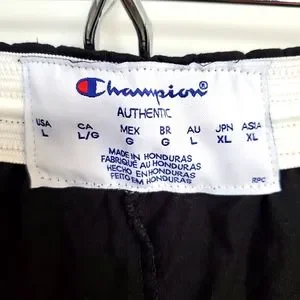 Champion®
AUTHENTIC
USA CA MEX BR AU JPN ASIA
L L/G G G L XL XL
MADE IN HONDURAS
FABRIQUÉ AU HONDURAS
HECHO EN HONDURAS
FEITO EM HONDURAS
RPC